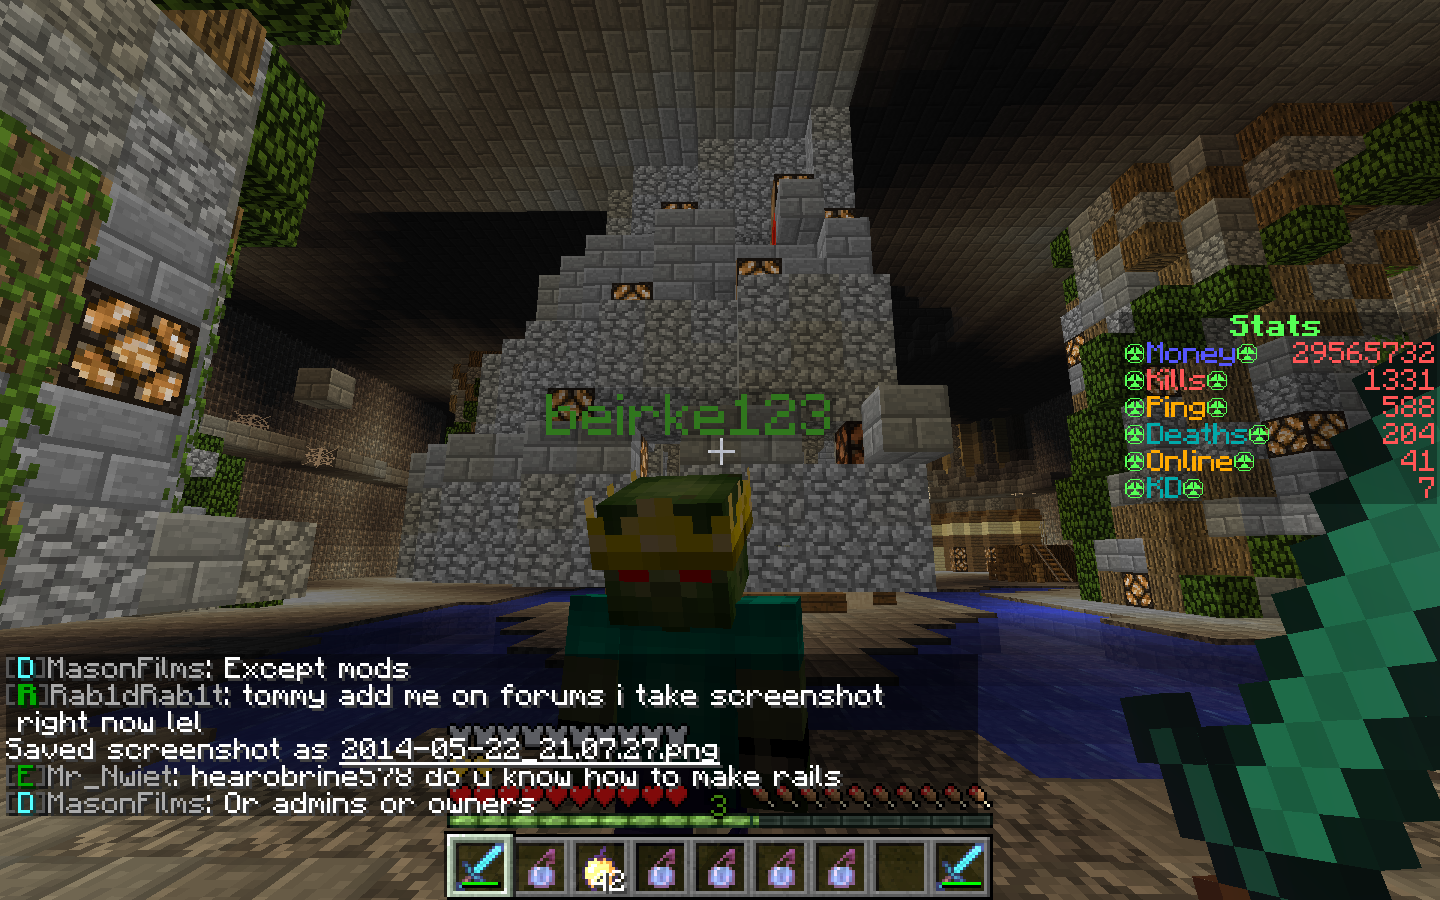 Stats
Money 29565732
Kills 1331
Ping 588
Deaths 204
Online 41
KD 7
beirke123
[D]MasonFilms: Except mods
[R]Rab1dRab1t: tommy add me on forums i take screenshot
right now lel
Saved screenshot as 2014-05-22_21.07.27.png
[E]Mr_Nwiet: hearobrine578 do u know how to make rails
[D]MasonFilms: Or admins or owners
3
42